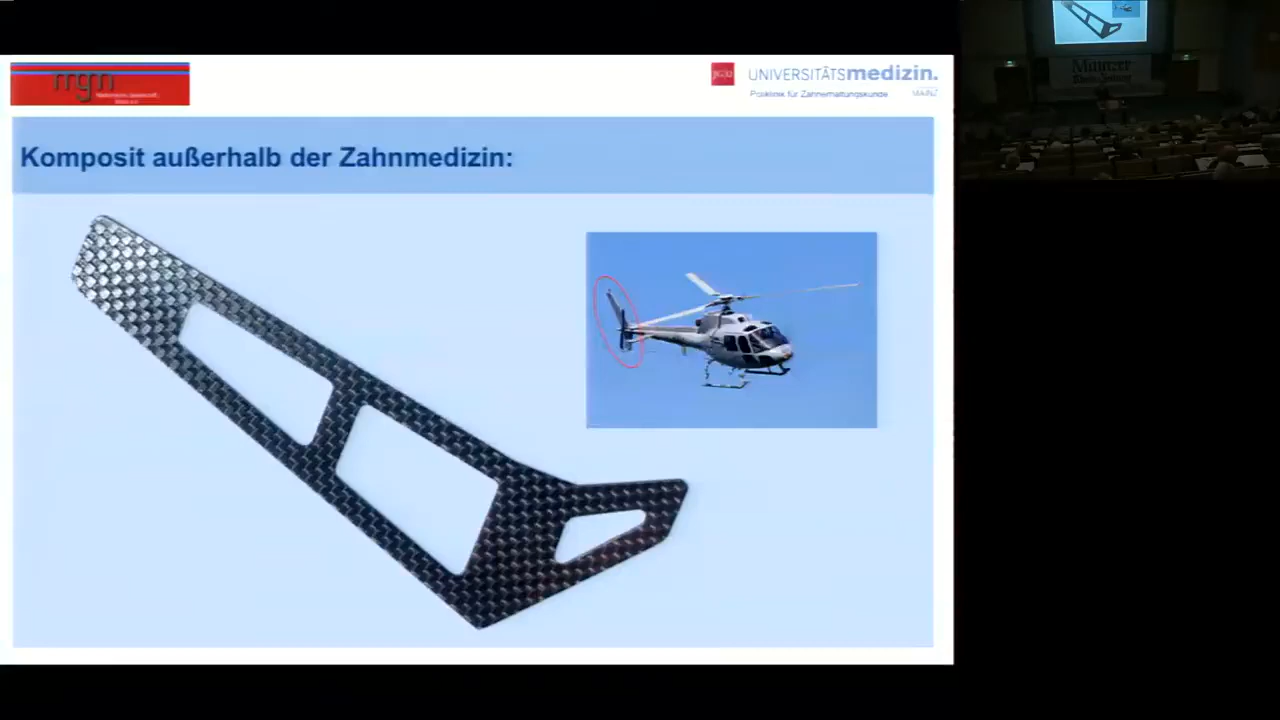 mgn
UNIVERSITÄTSmedizin.
Poliklinik für Zahnerhaltungskunde
MAINZ
Komposit außerhalb der Zahnmedizin: